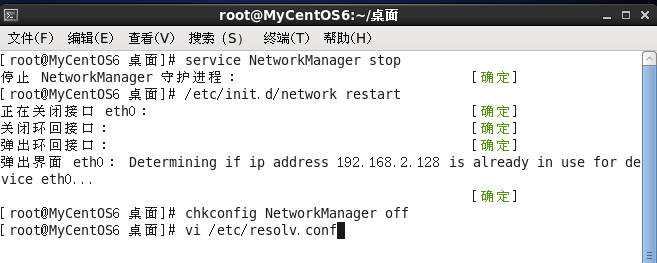 root@MyCentOS6:~/桌面
文件(F) 编辑(E) 查看(V) 搜索 (S) 终端(T) 帮助(H)
[root@MyCentOS6 桌面]# service NetworkManager stop
停止 NetworkManager 守护进程： [确定]
[root@MyCentOS6 桌面]# /etc/init.d/network restart
正在关闭接口 eth0： [确定]
关闭环回接口： [确定]
弹出环回接口： [确定]
弹出界面 eth0： Determining if ip address 192.168.2.128 is already in use for de
vice eth0...
[确定]
[root@MyCentOS6 桌面]# chkconfig NetworkManager off
[root@MyCentOS6 桌面]# vi /etc/resolv.conf